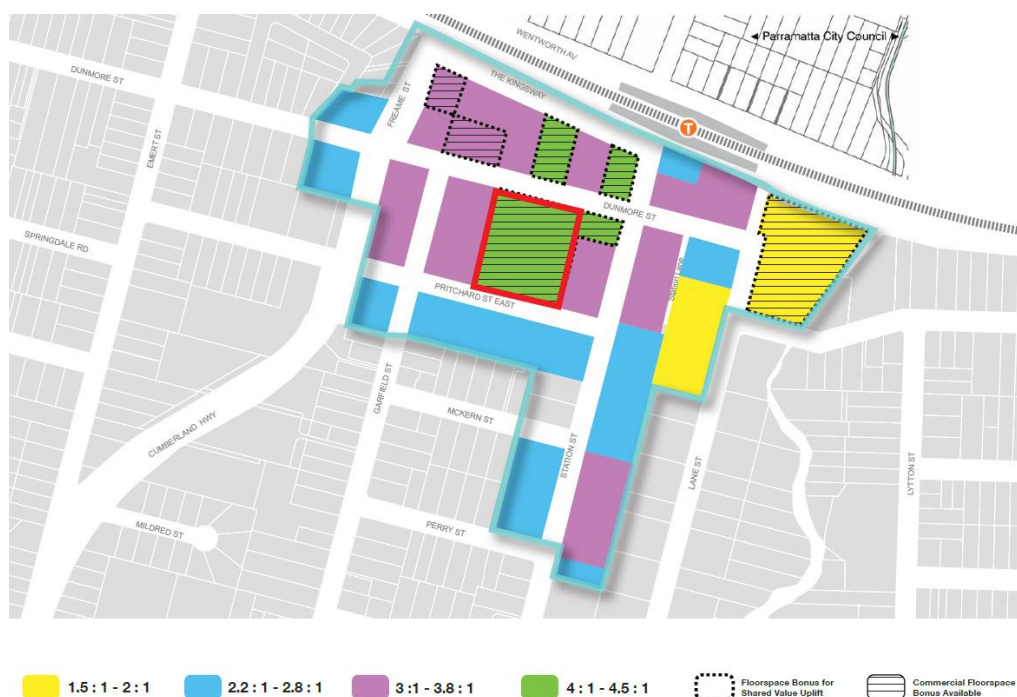 WENTWORTH AV
◄ Parramatta City Council ►
DUNMORE ST
THE KINGSWAY
FREAME ST
T
EMERT ST
DUNMORE ST
SPRINGDALE RD
Station Lane
PRITCHARD ST EAST
GARFIELD ST
MCKERN ST
CUMBERLAND HWY
STATION ST
LANE ST
LYTTON ST
MILDRED ST
PERRY ST
1.5 : 1 - 2 : 1
2.2 : 1 - 2.8 : 1
3 :1 - 3.8 : 1
4 : 1 - 4.5 : 1
Floorspace Bonus for
Shared Value Uplift
Commercial Floorspace
Bonus Available